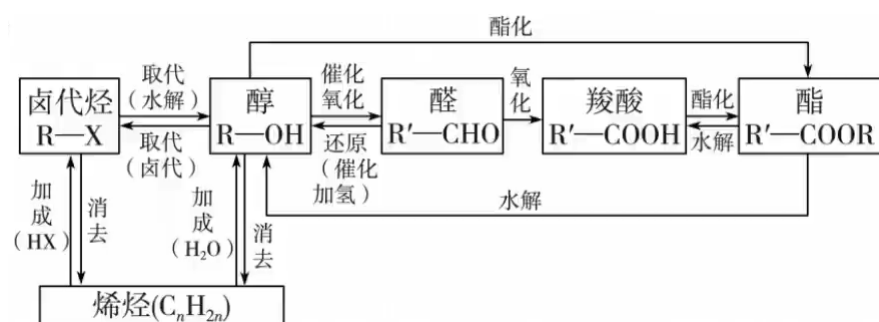 酯化
卤代烃
R—X
取代
（水解）
取代
（卤代）
醇
R—OH
催化
氧化
还原
（催化
加氢）
醛
R′—CHO
氧
化
羧酸
R′—COOH
酯化
水解
酯
R′—COOR
水解
加
成
（HX）
消
去
加
成
（H₂O）
消
去
烯烃(CₙH₂ₙ)